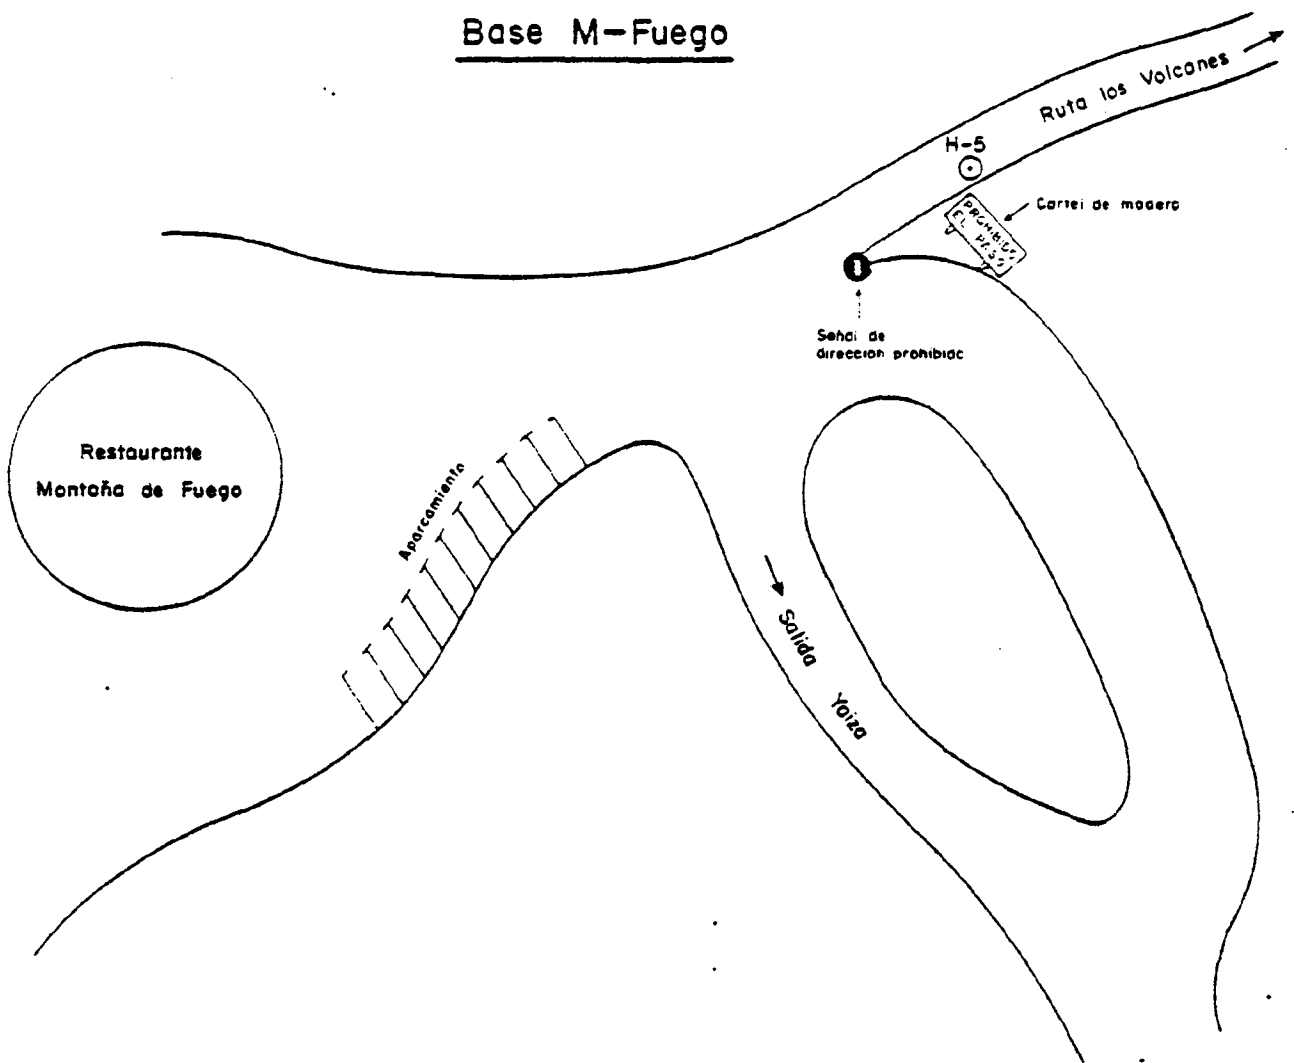 Base M-Fuego
Ruta los Volcanes
H-5
Cartel de madera
PROHIBIDO
EL PASO
Señal de
dirección prohibida
Restaurante
Montaña de Fuego
Aparcamiento
Salida Yaiza